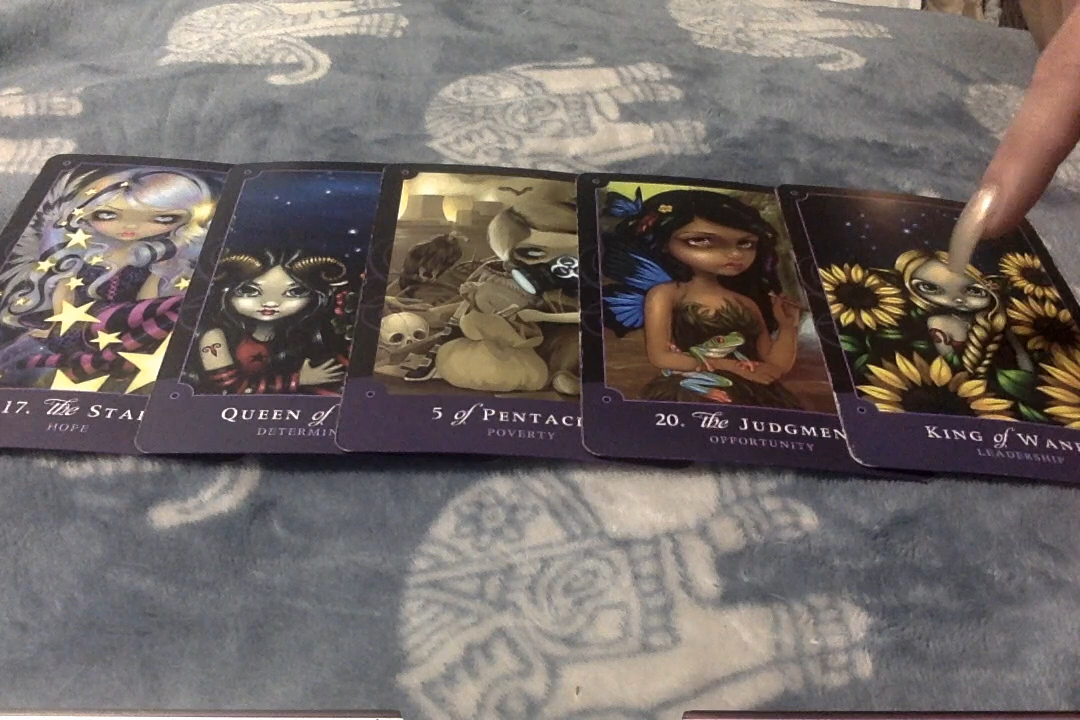 17. The Sta
HOPE
Queen of
DETERMIN
5 of Pentac
POVERTY
20. The Judgmen
OPPORTUNITY
King of Wan
LEADERSHIP